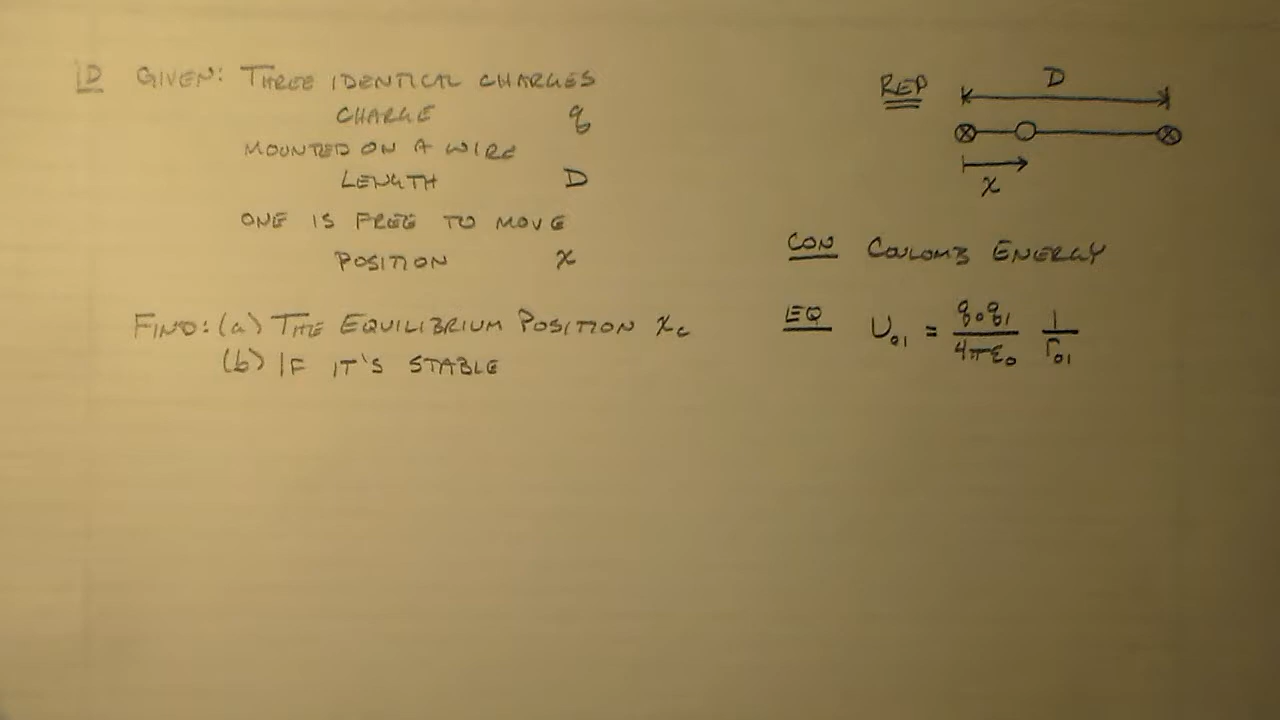 1D GIVEN: THREE IDENTICAL CHARGES
CHARGE q
MOUNTED ON A WIRE
LENGTH D
ONE IS FREE TO MOVE
POSITION x
FIND: (a) THE EQUILIBRIUM POSITION xc
(b) IF IT'S STABLE
REP
D
x
CON COULOMB ENERGY
EQ U01 = q0q1/4πε0 1/r01